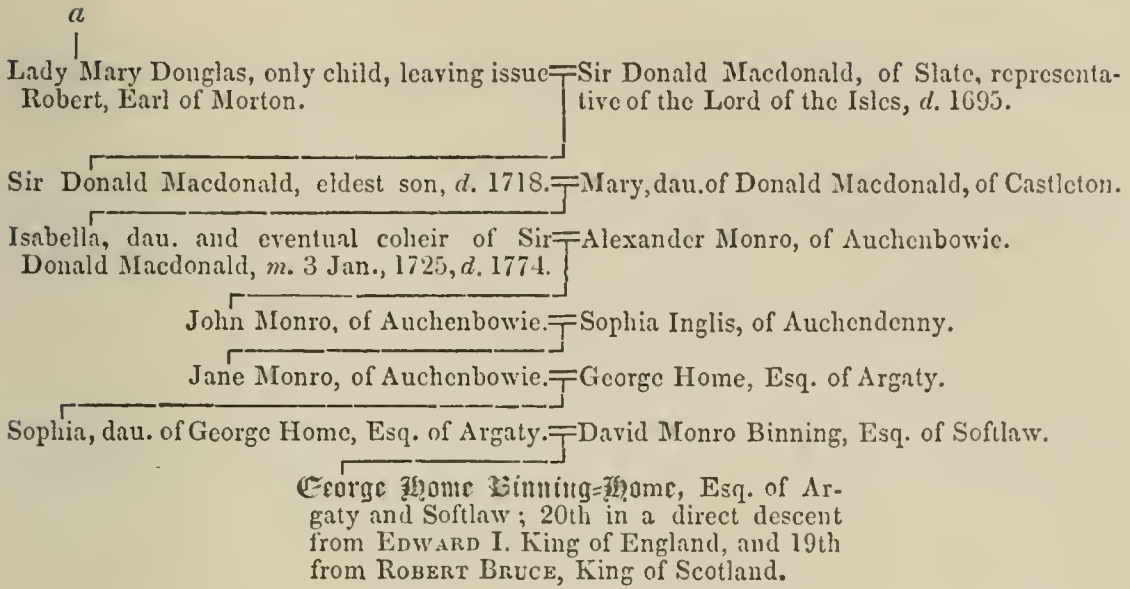 a
Lady Mary Douglas, only child, leaving issue=Sir Donald Macdonald, of Slate, representa-
Robert, Earl of Morton. tive of the Lord of the Isles, d. 1695.
Sir Donald Macdonald, eldest son, d. 1718.=Mary, dau. of Donald Macdonald, of Castleton.
Isabella, dau. and eventual coheir of Sir=Alexander Monro, of Auchenbowie.
Donald Macdonald, m. 3 Jan., 1725, d. 1774.
John Monro, of Auchenbowie.=Sophia Inglis, of Auchendenny.
Jane Monro, of Auchenbowie.=George Home, Esq. of Argaty.
Sophia, dau. of George Home, Esq. of Argaty.=David Monro Binning, Esq. of Softlaw.
George Home Binning=Home, Esq. of Ar-
gaty and Softlaw; 20th in a direct descent
from EDWARD I. King of England, and 19th
from ROBERT BRUCE, King of Scotland.